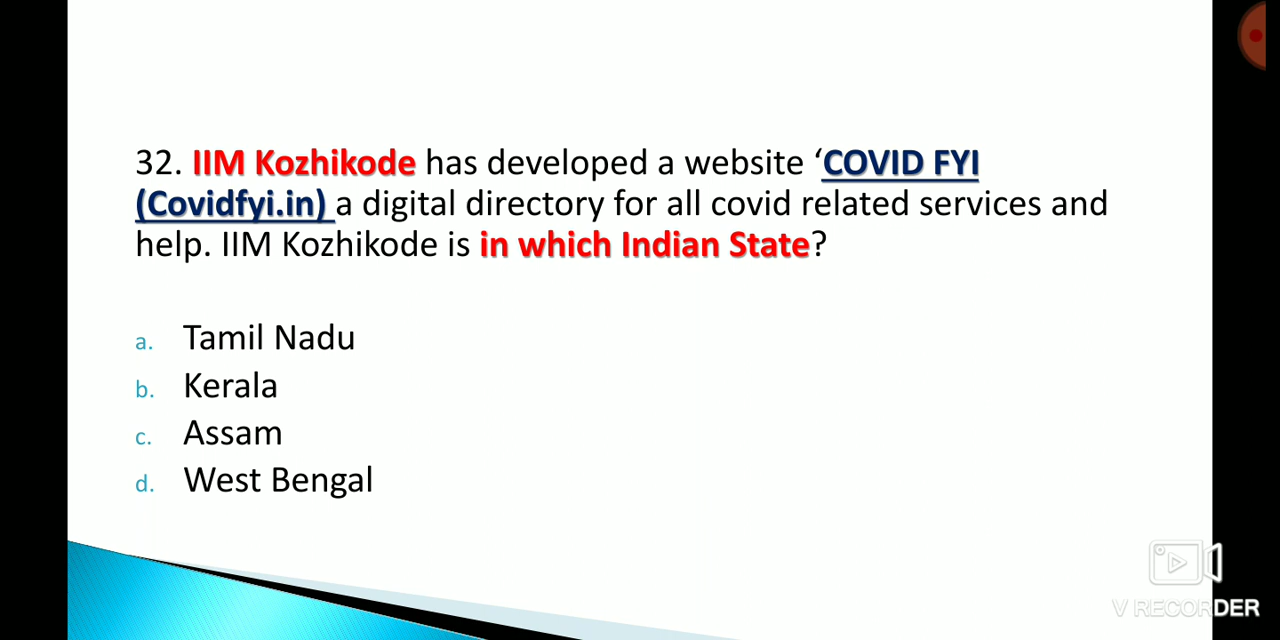 32. IIM Kozhikode has developed a website ‘COVID FYI
(Covidfyi.in) a digital directory for all covid related services and
help. IIM Kozhikode is in which Indian State?
a. Tamil Nadu
b. Kerala
c. Assam
d. West Bengal
V RECORDER